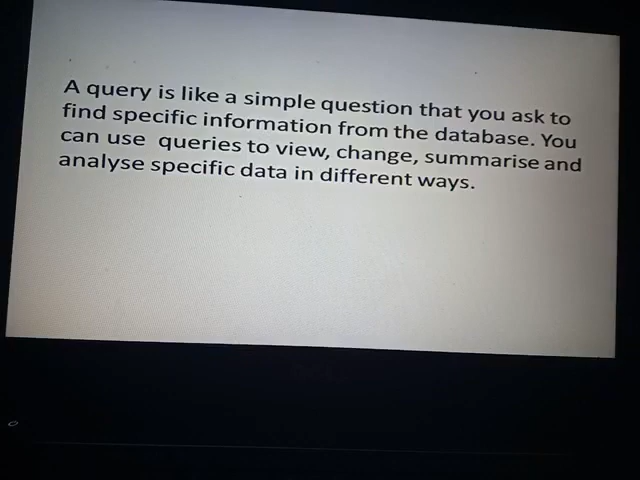 A query is like a simple question that you ask to
find specific information from the database. You
can use queries to view, change, summarise and
analyse specific data in different ways.